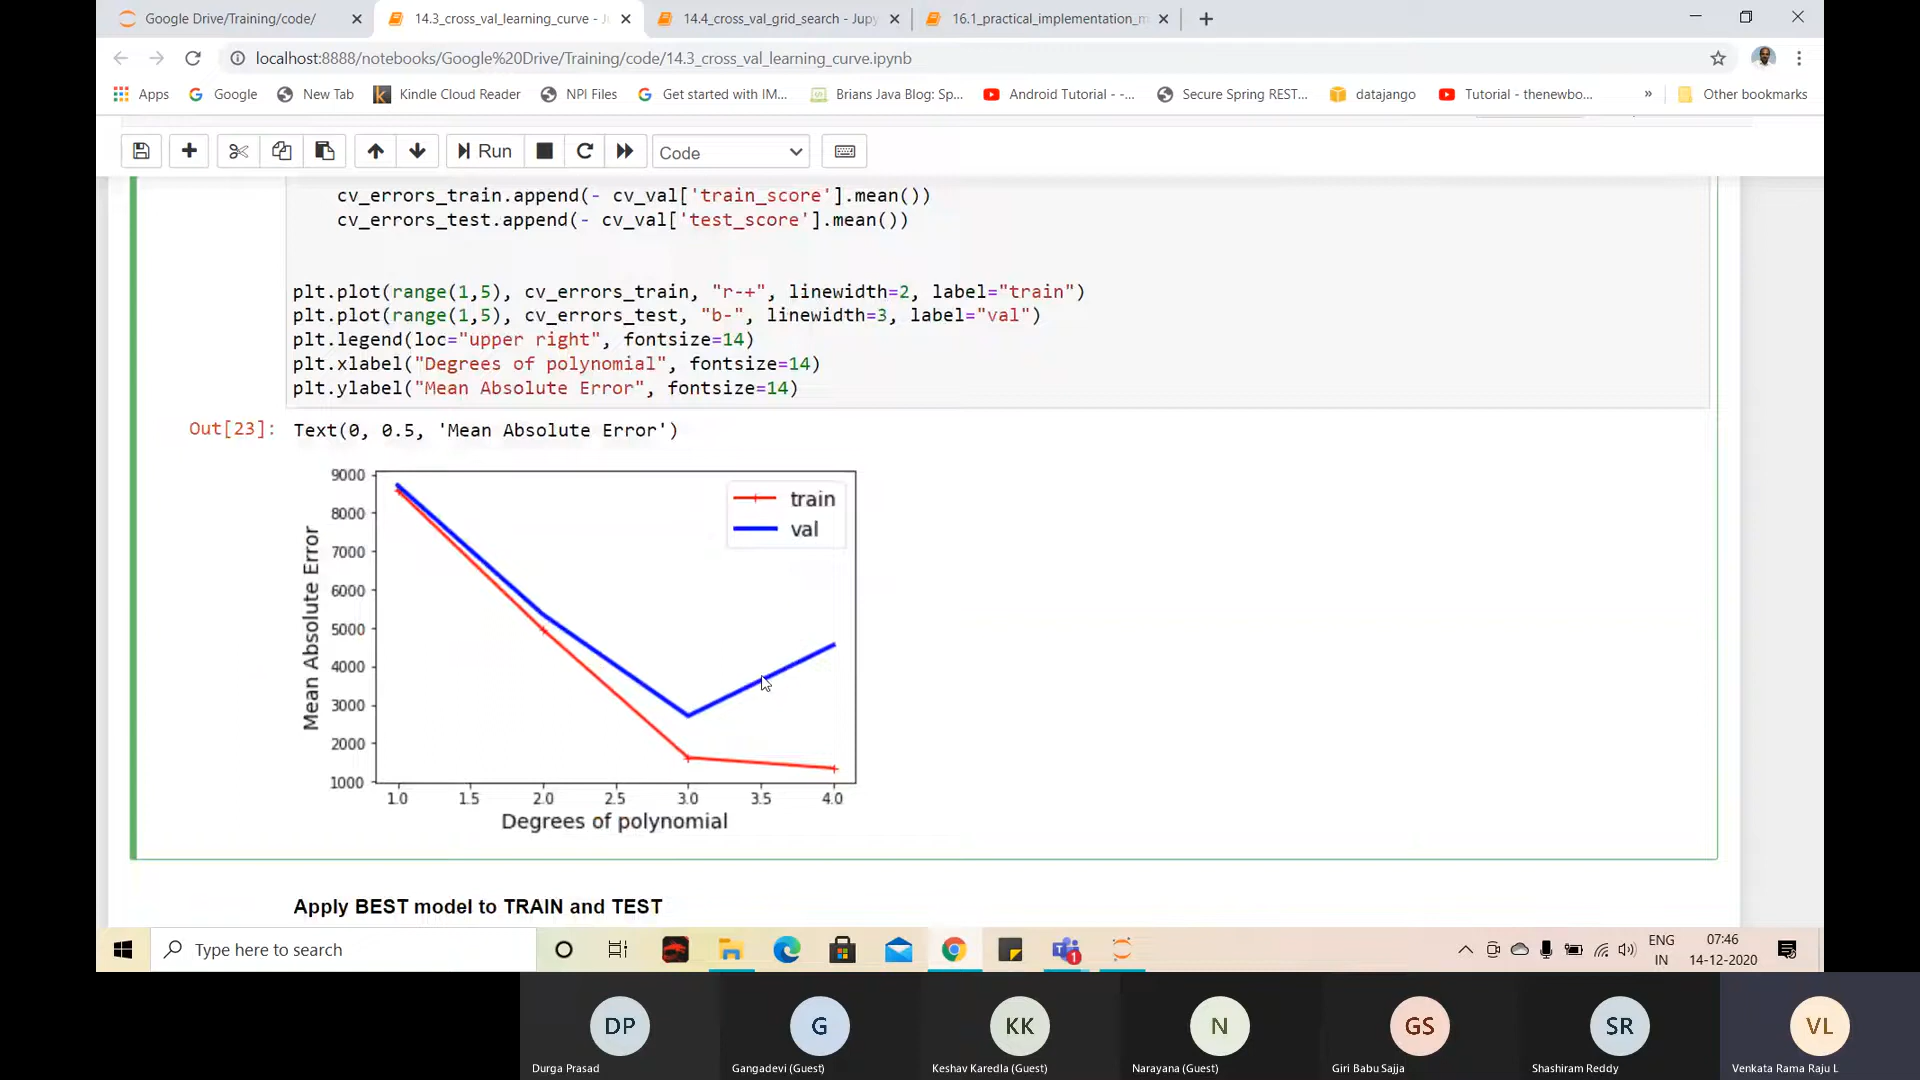 Google Drive/Training/code/
14.3_cross_val_learning_curve - Ju
14.4_cross_val_grid_search - Jupy
16.1_practical_implementation_m
localhost:8888/notebooks/Google%20Drive/Training/code/14.3_cross_val_learning_curve.ipynb
Apps
Google
New Tab
Kindle Cloud Reader
NPI Files
Get started with IM...
Brians Java Blog: Sp...
Android Tutorial - -...
Secure Spring REST...
datajango
Tutorial - thenewbo...
»
Other bookmarks
Run
Code
cv_errors_train.append(- cv_val['train_score'].mean())
cv_errors_test.append(- cv_val['test_score'].mean())
plt.plot(range(1,5), cv_errors_train, "r-+", linewidth=2, label="train")
plt.plot(range(1,5), cv_errors_test, "b-", linewidth=3, label="val")
plt.legend(loc="upper right", fontsize=14)
plt.xlabel("Degrees of polynomial", fontsize=14)
plt.ylabel("Mean Absolute Error", fontsize=14)
Out[23]:
Text(0, 0.5, 'Mean Absolute Error')
9000
8000
7000
6000
5000
4000
3000
2000
1000
Mean Absolute Error
train
val
1.0 1.5 2.0 2.5 3.0 3.5 4.0
Degrees of polynomial
Apply BEST model to TRAIN and TEST
Type here to search
1
ENG
IN
07:46
14-12-2020
DP
G
KK
N
GS
SR
VL
Durga Prasad
Gangadevi (Guest)
Keshav Karedla (Guest)
Narayana (Guest)
Giri Babu Sajja
Shashiram Reddy
Venkata Rama Raju L